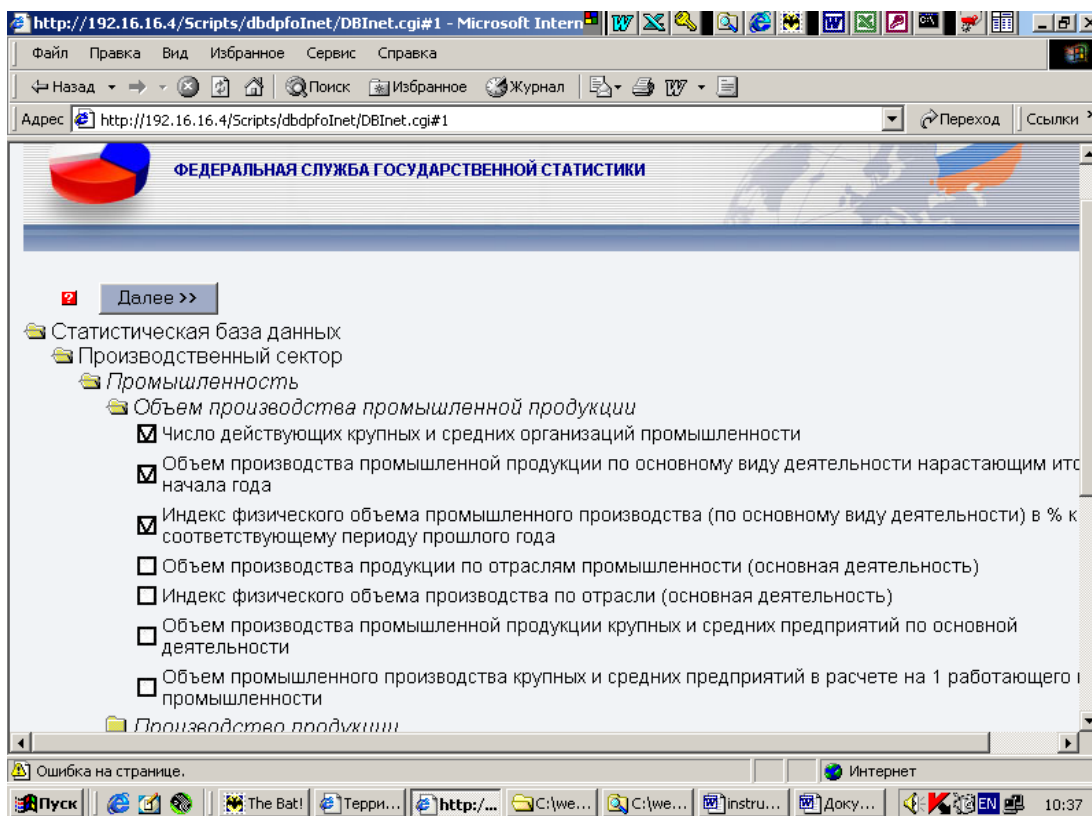 http://192.16.16.4/Scripts/dbdpfoInet/DBInet.cgi#1 - Microsoft Intern
Файл Правка Вид Избранное Сервис Справка
Назад Поиск Избранное Журнал
Адрес http://192.16.16.4/Scripts/dbdpfoInet/DBInet.cgi#1 Переход Ссылки
ФЕДЕРАЛЬНАЯ СЛУЖБА ГОСУДАРСТВЕННОЙ СТАТИСТИКИ
Далее >>
Статистическая база данных
Производственный сектор
Промышленность
Объем производства промышленной продукции
Число действующих крупных и средних организаций промышленности
Объем производства промышленной продукции по основному виду деятельности нарастающим ито
начала года
Индекс физического объема промышленного производства (по основному виду деятельности) в % к
соответствующему периоду прошлого года
Объем производства продукции по отраслям промышленности (основная деятельность)
Индекс физического объема производства по отрасли (основная деятельность)
Объем производства промышленной продукции крупных и средних предприятий по основной
деятельности
Объем промышленного производства крупных и средних предприятий в расчете на 1 работающего
промышленности
Производство продукции
Ошибка на странице. Интернет
Пуск The Bat! Терри... http:/... C:\we... C:\we... instru... Доку... EN 10:37